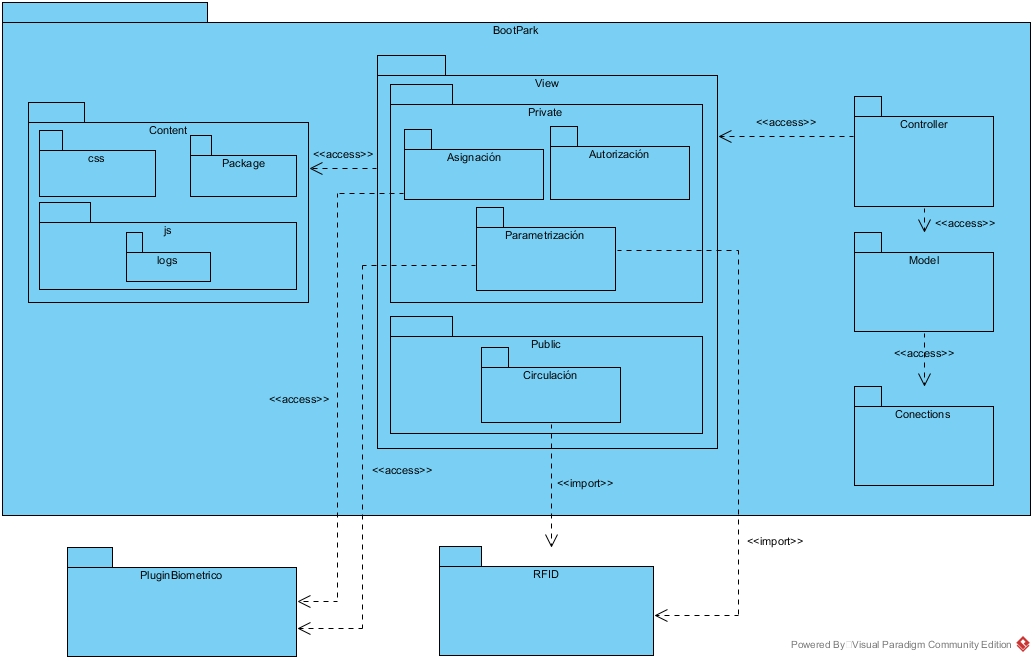 BootPark
View
Private
Content
css
Package
<<access>>
Asignación
Autorización
<<access>>
Controller
js
logs
Parametrización
<<access>>
Model
Public
Circulación
<<access>>
Conections
<<access>>
<<access>>
<<import>>
<<import>>
PluginBiometrico
RFID
Powered By Visual Paradigm Community Edition